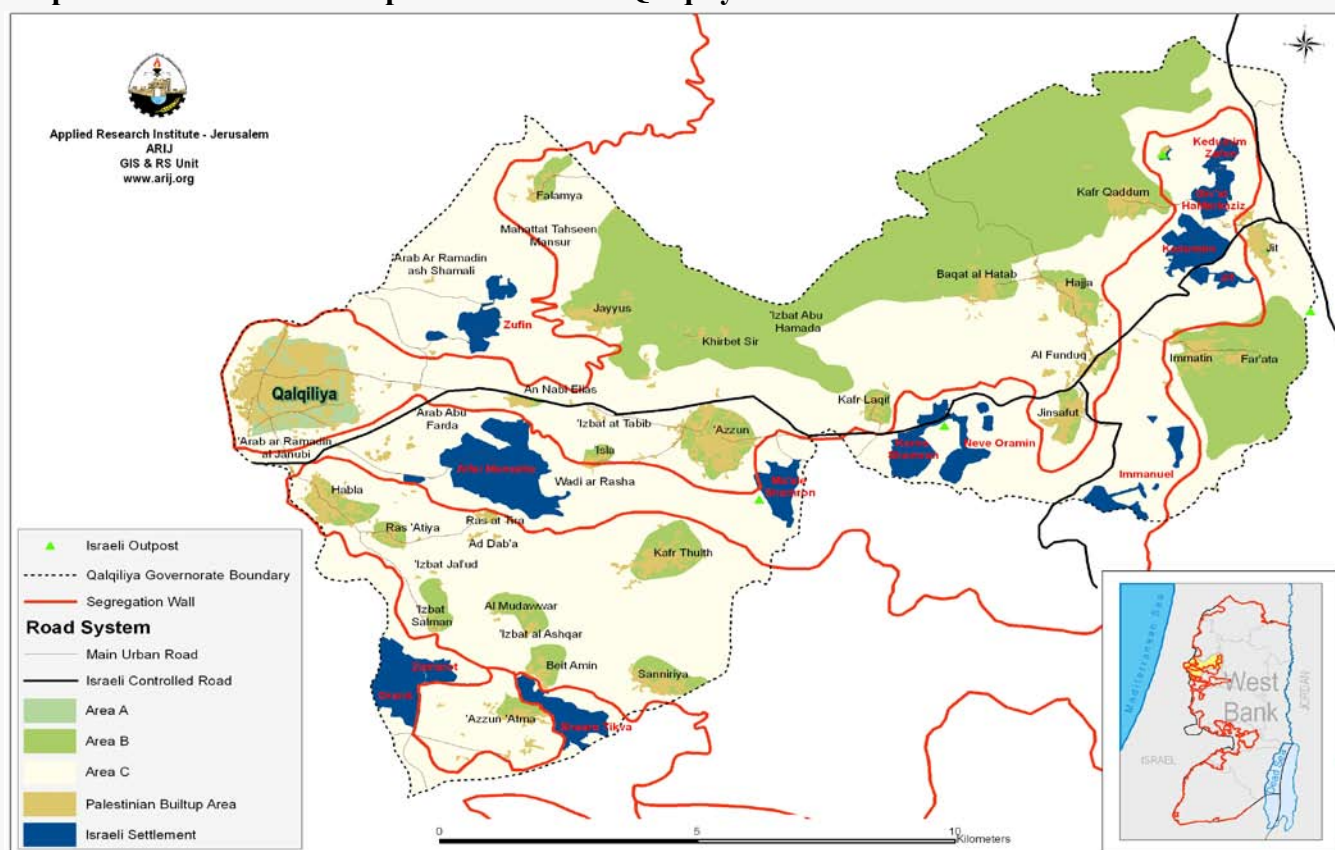 Applied Research Institute - Jerusalem
ARIJ
GIS & RS Unit
www.arij.org
Kedumim
Zefon
Kafr Qaddum
Jit
Falamya
Mahattat Tahseen
Mansur
Arab Ar Ramadin
ash Shamali
Baqat al Hatab
Hajja
Jayyus
'Izbat Abu
Hamada
Zufin
Khirbet Sir
Al Funduq
Immatin
Far'ata
Qalqiliya
An Nabi Elias
Kafr Laqif
Arab Abu
Farda
'Izbat at Tabib
'Azzun
Jinsafut
'Arab ar Ramadin
al Janubi
Isla
Neve Oramin
Wadi ar Rasha
Immanuel
Habla
Ras at Tira
Ras 'Atiya
Ad Dab'a
Kafr Thulth
'Izbat Jal'ud
'Izbat
Salman
Al Mudawwar
'Izbat al Ashqar
Beit Amin
Sanniriya
'Azzun 'Atma
Israeli Outpost
Qalqiliya Governorate Boundary
Segregation Wall
Road System
Main Urban Road
Israeli Controlled Road
Area A
Area B
Area C
Palestinian Builtup Area
Israeli Settlement
0 5 10
Kilometers
Mediterranean Sea
West
Bank
JORDAN
ISRAEL
Dead Sea